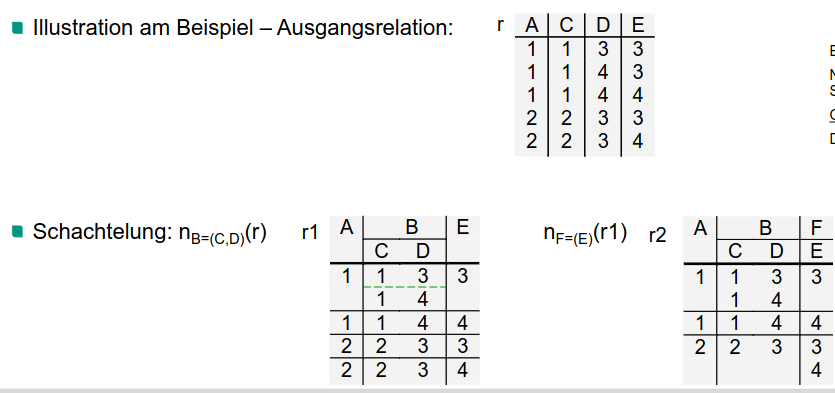 Illustration am Beispiel – Ausgangsrelation:
r
A C D E
1 1 3 3
1 1 4 3
1 1 4 4
2 2 3 3
2 2 3 4
Schachtelung: nB=(C,D)(r)
r1
A B E
C D
1 1 3 3
1 4
1 1 4 4
2 2 3 3
2 2 3 4
nF=(E)(r1)
r2
A B F
C D E
1 1 3 3
1 4
1 1 4 4
2 2 3 3
4